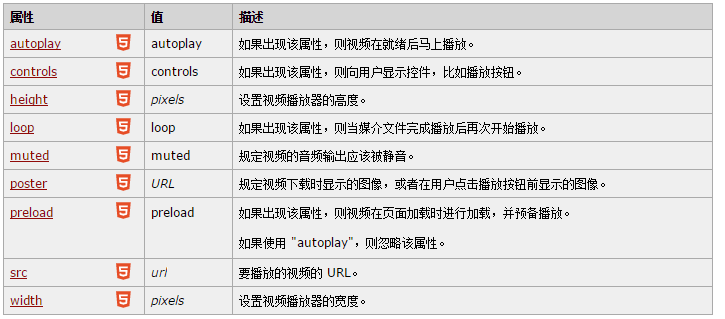 属性 值 描述
autoplay 5 autoplay 如果出现该属性，则视频在就绪后马上播放。
controls 5 controls 如果出现该属性，则向用户显示控件，比如播放按钮。
height 5 pixels 设置视频播放器的高度。
loop 5 loop 如果出现该属性，则当媒介文件完成播放后再次开始播放。
muted 5 muted 规定视频的音频输出应该被静音。
poster 5 URL 规定视频下载时显示的图像，或者在用户点击播放按钮前显示的图像。
preload 5 preload 如果出现该属性，则视频在页面加载时进行加载，并预备播放。
如果使用 "autoplay"，则忽略该属性。
src 5 url 要播放的视频的 URL。
width 5 pixels 设置视频播放器的宽度。